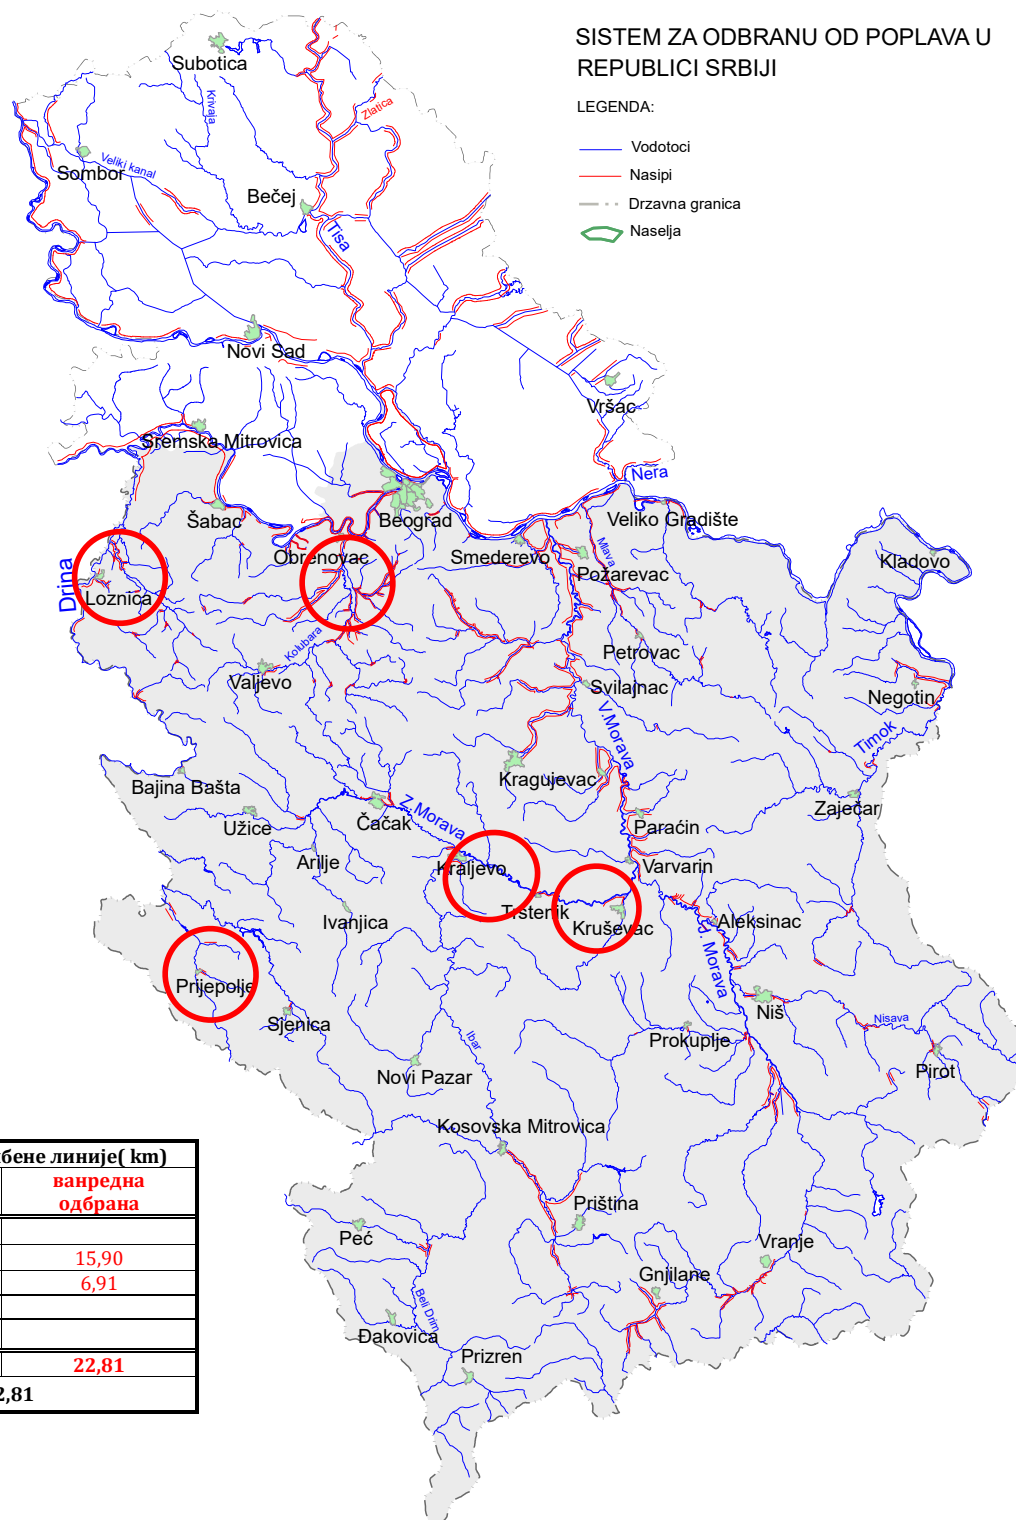 SISTEM ZA ODBRANU OD POPLAVA U
REPUBLICI SRBIJI
LEGENDA:
Vodotoci
Nasipi
Drzavna granica
Naselja
Subotica
Krivaja
Zlatica
Sombor
Veliki kanal
Bečej
Tisa
Novi Sad
Vršac
Sremska Mitrovica
Nera
Šabac
Beograd
Veliko Gradište
Obrenovac
Smederevo
Mlava
Požarevac
Kladovo
Drina
Loznica
Kolubara
Petrovac
Valjevo
Svilajnac
Negotin
V.Morava
Timok
Bajina Bašta
Kragujevac
Zaječar
Užice
Čačak
Z.Morava
Paraćin
Arilje
Kraljevo
Varvarin
Ivanjica
Trstenik
Kruševac
Aleksinac
J. Morava
Prijepolje
Sjenica
Niš
Nisava
Ibar
Prokuplje
Pirot
Novi Pazar
Kosovska Mitrovica
Priština
Peć
Vranje
Gnjilane
Beli Drim
Đakovica
Prizren
бене линије( km)
ванредна
одбрана
15,90
6,91
22,81
2,81